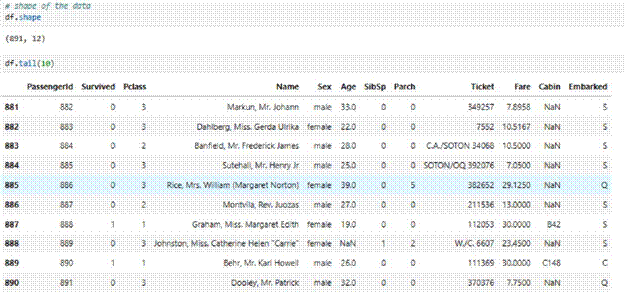 # shape of the data
df.shape
(891, 12)
df.tail(10)
PassengerId Survived Pclass Name Sex Age SibSp Parch Ticket Fare Cabin Embarked
881 882 0 3 Markun, Mr. Johann male 33.0 0 0 349257 7.8958 NaN S
882 883 0 3 Dahlberg, Miss. Gerda Ulrika female 22.0 0 0 7552 10.5167 NaN S
883 884 0 2 Banfield, Mr. Frederick James male 28.0 0 0 C.A./SOTON 34068 10.5000 NaN S
884 885 0 3 Sutehall, Mr. Henry Jr male 25.0 0 0 SOTON/OQ 392076 7.0500 NaN S
885 886 0 3 Rice, Mrs. William (Margaret Norton) female 39.0 0 5 382652 29.1250 NaN Q
886 887 0 2 Montvila, Rev. Juozas male 27.0 0 0 211536 13.0000 NaN S
887 888 1 1 Graham, Miss. Margaret Edith female 19.0 0 0 112053 30.0000 B42 S
888 889 0 3 Johnston, Miss. Catherine Helen "Carrie" female NaN 1 2 W./C. 6607 23.4500 NaN S
889 890 1 1 Behr, Mr. Karl Howell male 26.0 0 0 111369 30.0000 C148 C
890 891 0 3 Dooley, Mr. Patrick male 32.0 0 0 370376 7.7500 NaN Q